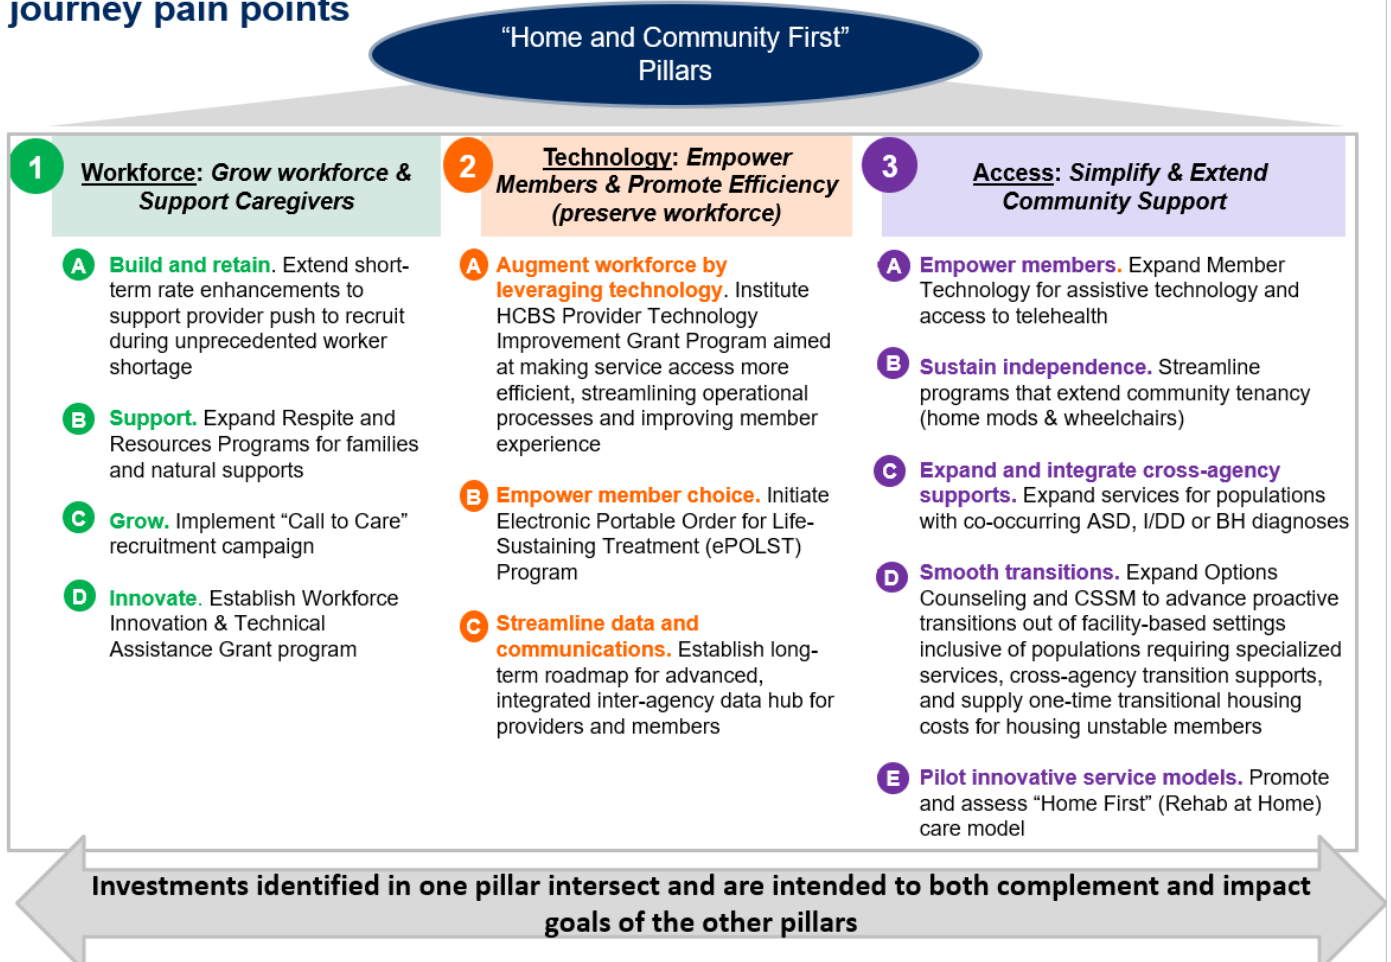 journey pain points
“Home and Community First”
Pillars
1
Workforce: Grow workforce &
Support Caregivers
A
Build and retain. Extend short-
term rate enhancements to
support provider push to recruit
during unprecedented worker
shortage
B
Support. Expand Respite and
Resources Programs for families
and natural supports
C
Grow. Implement “Call to Care”
recruitment campaign
D
Innovate. Establish Workforce
Innovation & Technical
Assistance Grant program
2
Technology: Empower
Members & Promote Efficiency
(preserve workforce)
A
Augment workforce by
leveraging technology. Institute
HCBS Provider Technology
Improvement Grant Program aimed
at making service access more
efficient, streamlining operational
processes and improving member
experience
B
Empower member choice. Initiate
Electronic Portable Order for Life-
Sustaining Treatment (ePOLST)
Program
C
Streamline data and
communications. Establish long-
term roadmap for advanced,
integrated inter-agency data hub for
providers and members
3
Access: Simplify & Extend
Community Support
A
Empower members. Expand Member
Technology for assistive technology and
access to telehealth
B
Sustain independence. Streamline
programs that extend community tenancy
(home mods & wheelchairs)
C
Expand and integrate cross-agency
supports. Expand services for populations
with co-occurring ASD, I/DD or BH diagnoses
D
Smooth transitions. Expand Options
Counseling and CSSM to advance proactive
transitions out of facility-based settings
inclusive of populations requiring specialized
services, cross-agency transition supports,
and supply one-time transitional housing
costs for housing unstable members
E
Pilot innovative service models. Promote
and assess “Home First” (Rehab at Home)
care model
Investments identified in one pillar intersect and are intended to both complement and impact
goals of the other pillars